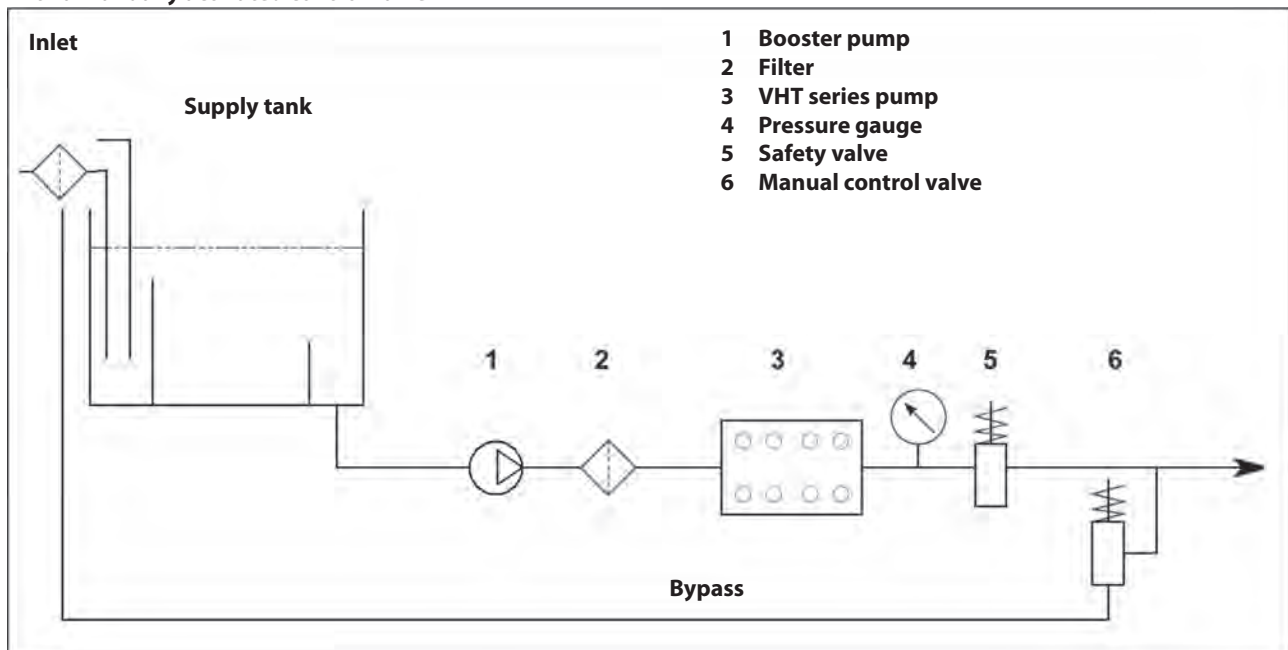 Inlet
Supply tank
1 Booster pump
2 Filter
3 VHT series pump
4 Pressure gauge
5 Safety valve
6 Manual control valve
1 2 3 4 5 6
Bypass